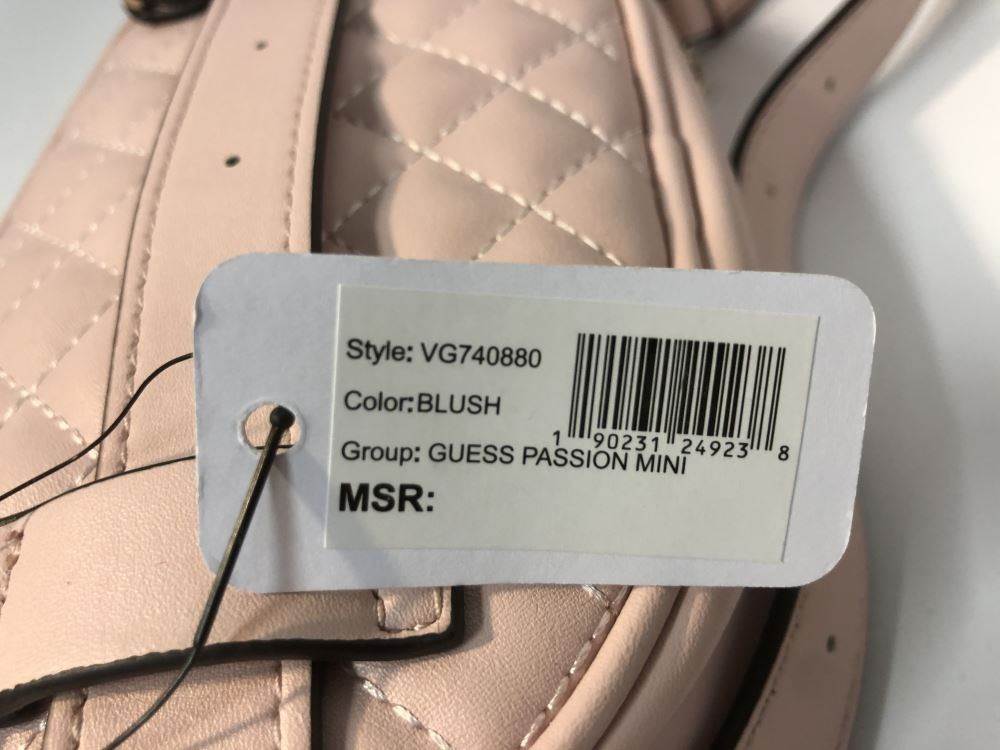 Style: VG740880
Color:BLUSH
Group: GUESS PASSION MINI
MSR:
1 90231 24923 8